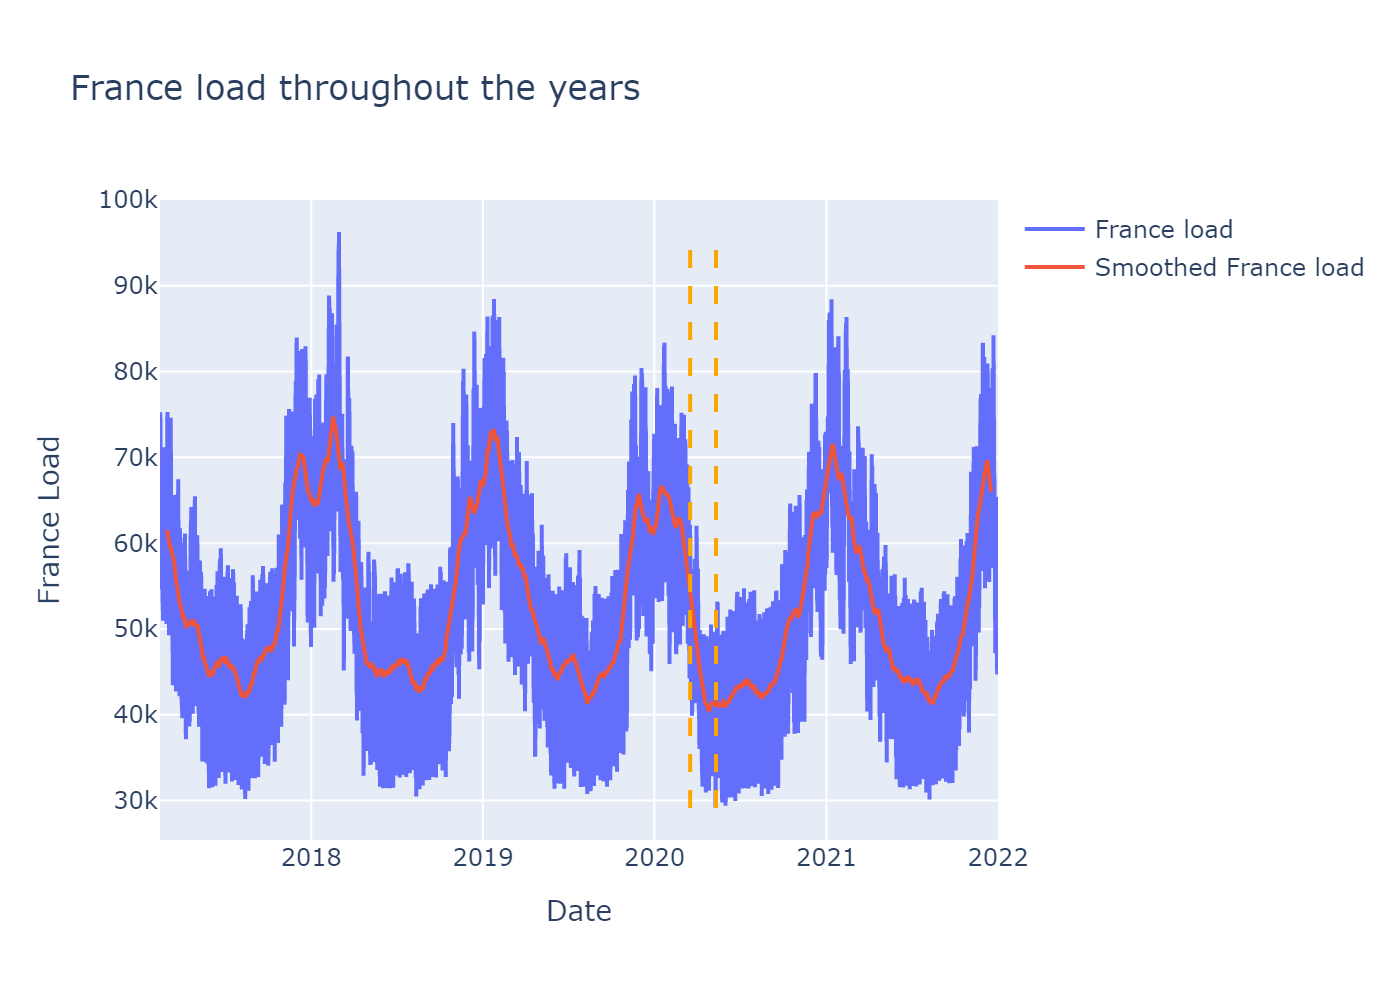 France load throughout the years
100k
90k
80k
70k
60k
50k
40k
30k
France Load
2018
2019
2020
2021
2022
Date
France load
Smoothed France load